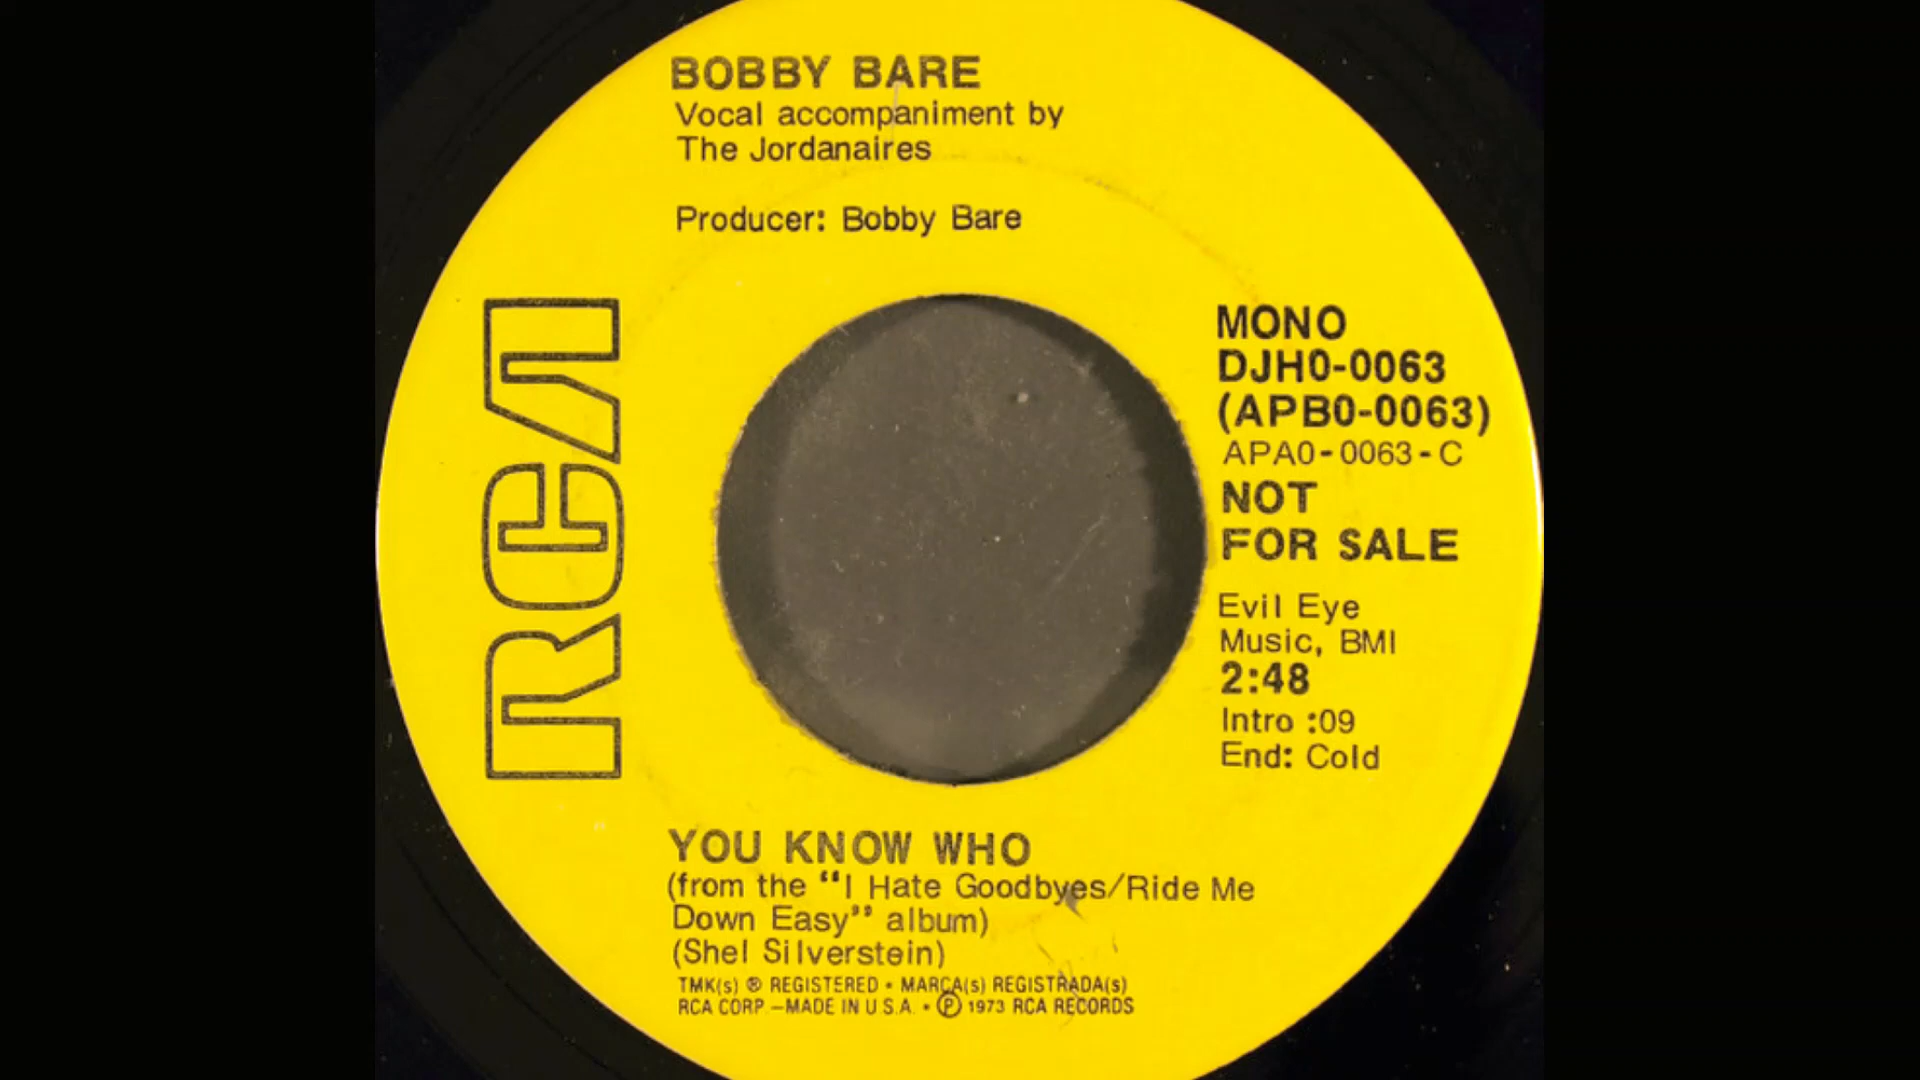 BOBBY BARE
Vocal accompaniment by
The Jordanaires
Producer: Bobby Bare
RCA
MONO
DJH0-0063
(APB0-0063)
APA0-0063-C
NOT
FOR SALE
Evil Eye
Music, BMI
2:48
Intro :09
End: Cold
YOU KNOW WHO
(from the “I Hate Goodbyes/Ride Me
Down Easy” album)
(Shel Silverstein)
TMK(s) ® REGISTERED • MARCA(s) REGISTRADA(s)
RCA CORP.—MADE IN U.S.A. • ℗ 1973 RCA RECORDS